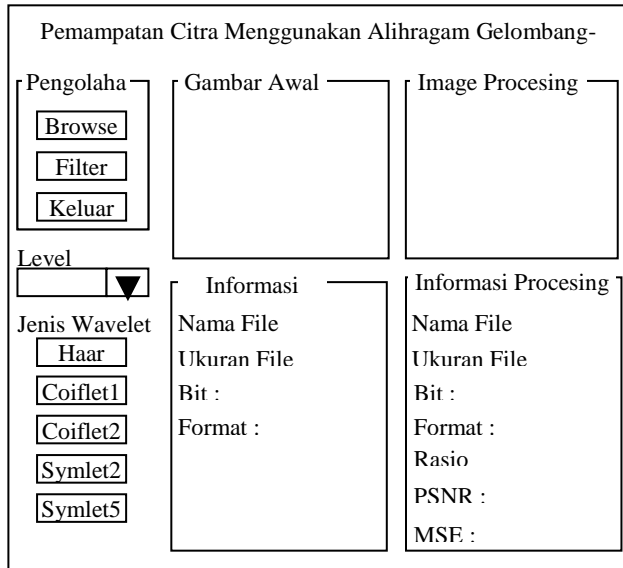 Pemampatan Citra Menggunakan Alihragam Gelombang-
Pengolaha
Browse
Filter
Keluar
Gambar Awal
Image Procesing
Level
Jenis Wavelet
Haar
Coiflet1
Coiflet2
Symlet2
Symlet5
Informasi
Nama File
Ukuran File
Bit :
Format :
Informasi Procesing
Nama File
Ukuran File
Bit :
Format :
Rasio
PSNR :
MSE :